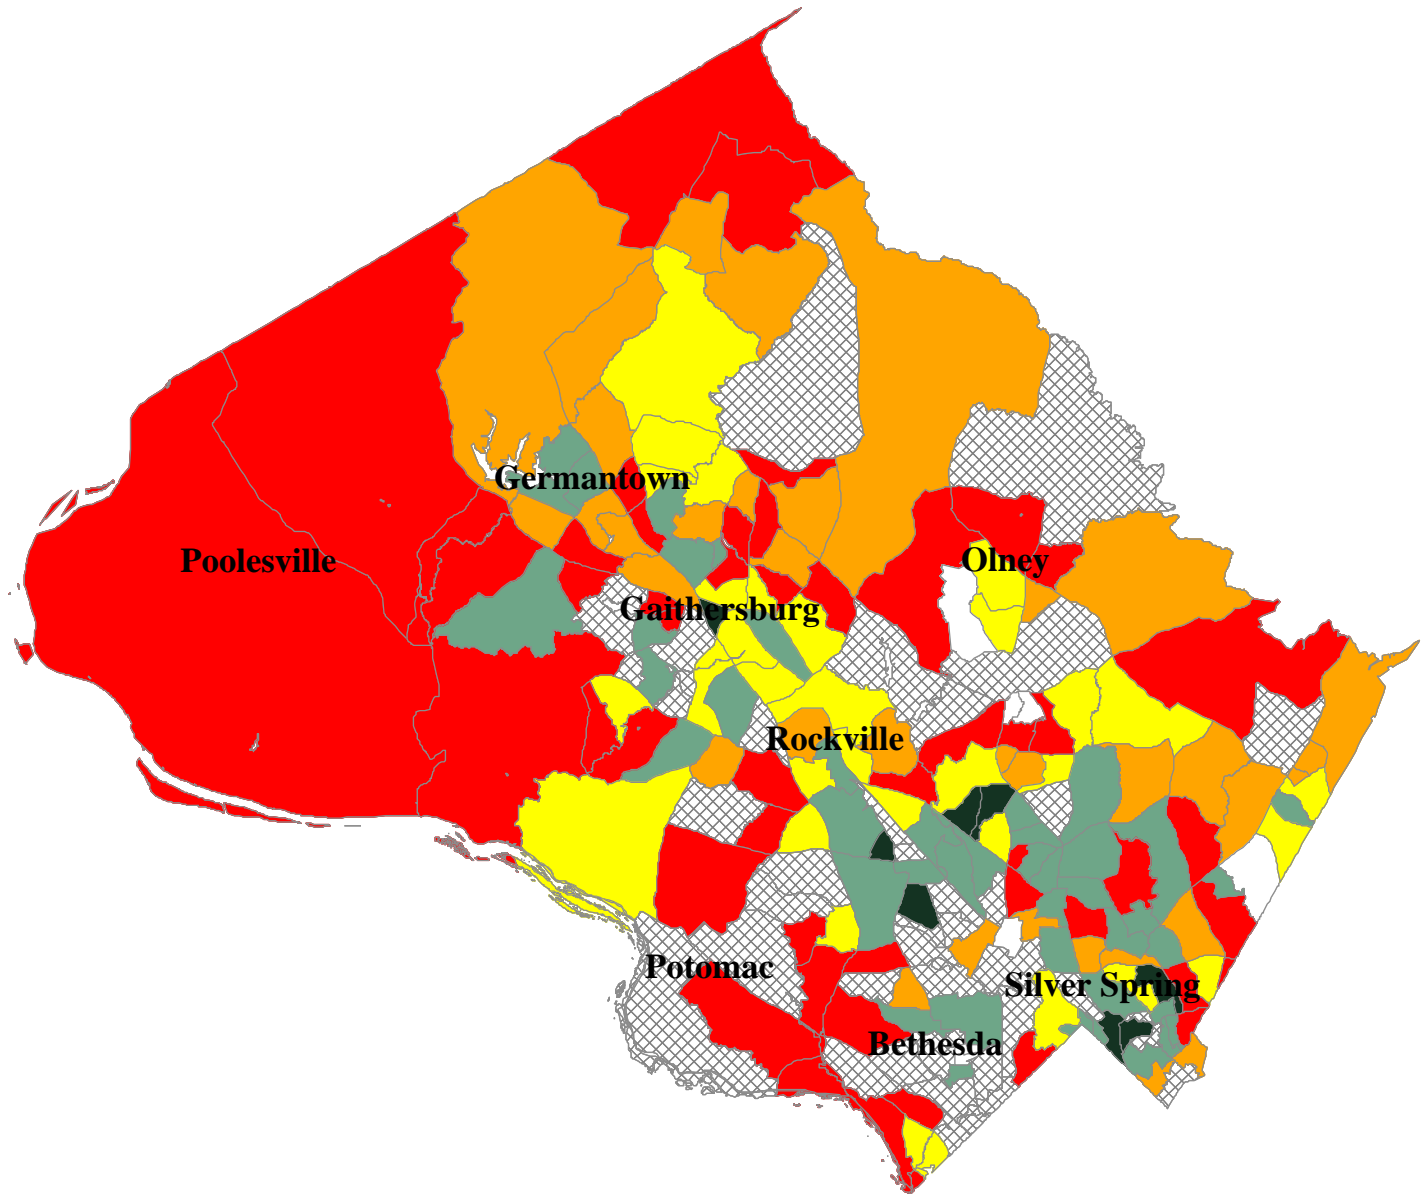 Germantown
Poolesville
Olney
Gaithersburg
Rockville
Potomac
Silver Spring
Bethesda